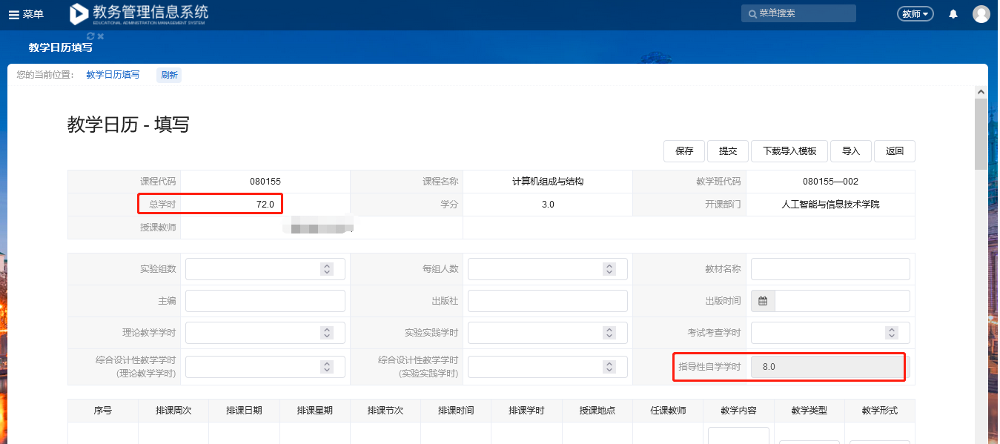 菜单
教务管理信息系统
EDUCATIONAL ADMINISTRATION MANAGEMENT SYSTEM
菜单搜索
教师
教学日历填写
您的当前位置： 教学日历填写 刷新
教学日历 - 填写
保存 提交 下载导入模板 导入 返回
课程代码 080155 课程名称 计算机组成与结构 教学班代码 080155—002
总学时 72.0 学分 3.0 开课部门 人工智能与信息技术学院
授课教师
实验组数 每组人数 教材名称
主编 出版社 出版时间
理论教学学时 实验实践学时 考试考查学时
综合设计性教学学时 综合设计性教学学时 指导性自学学时 8.0
(理论教学学时) (实验实践学时)
序号 排课周次 排课日期 排课星期 排课节次 排课时间 排课学时 授课地点 任课教师 教学内容 教学类型 教学形式